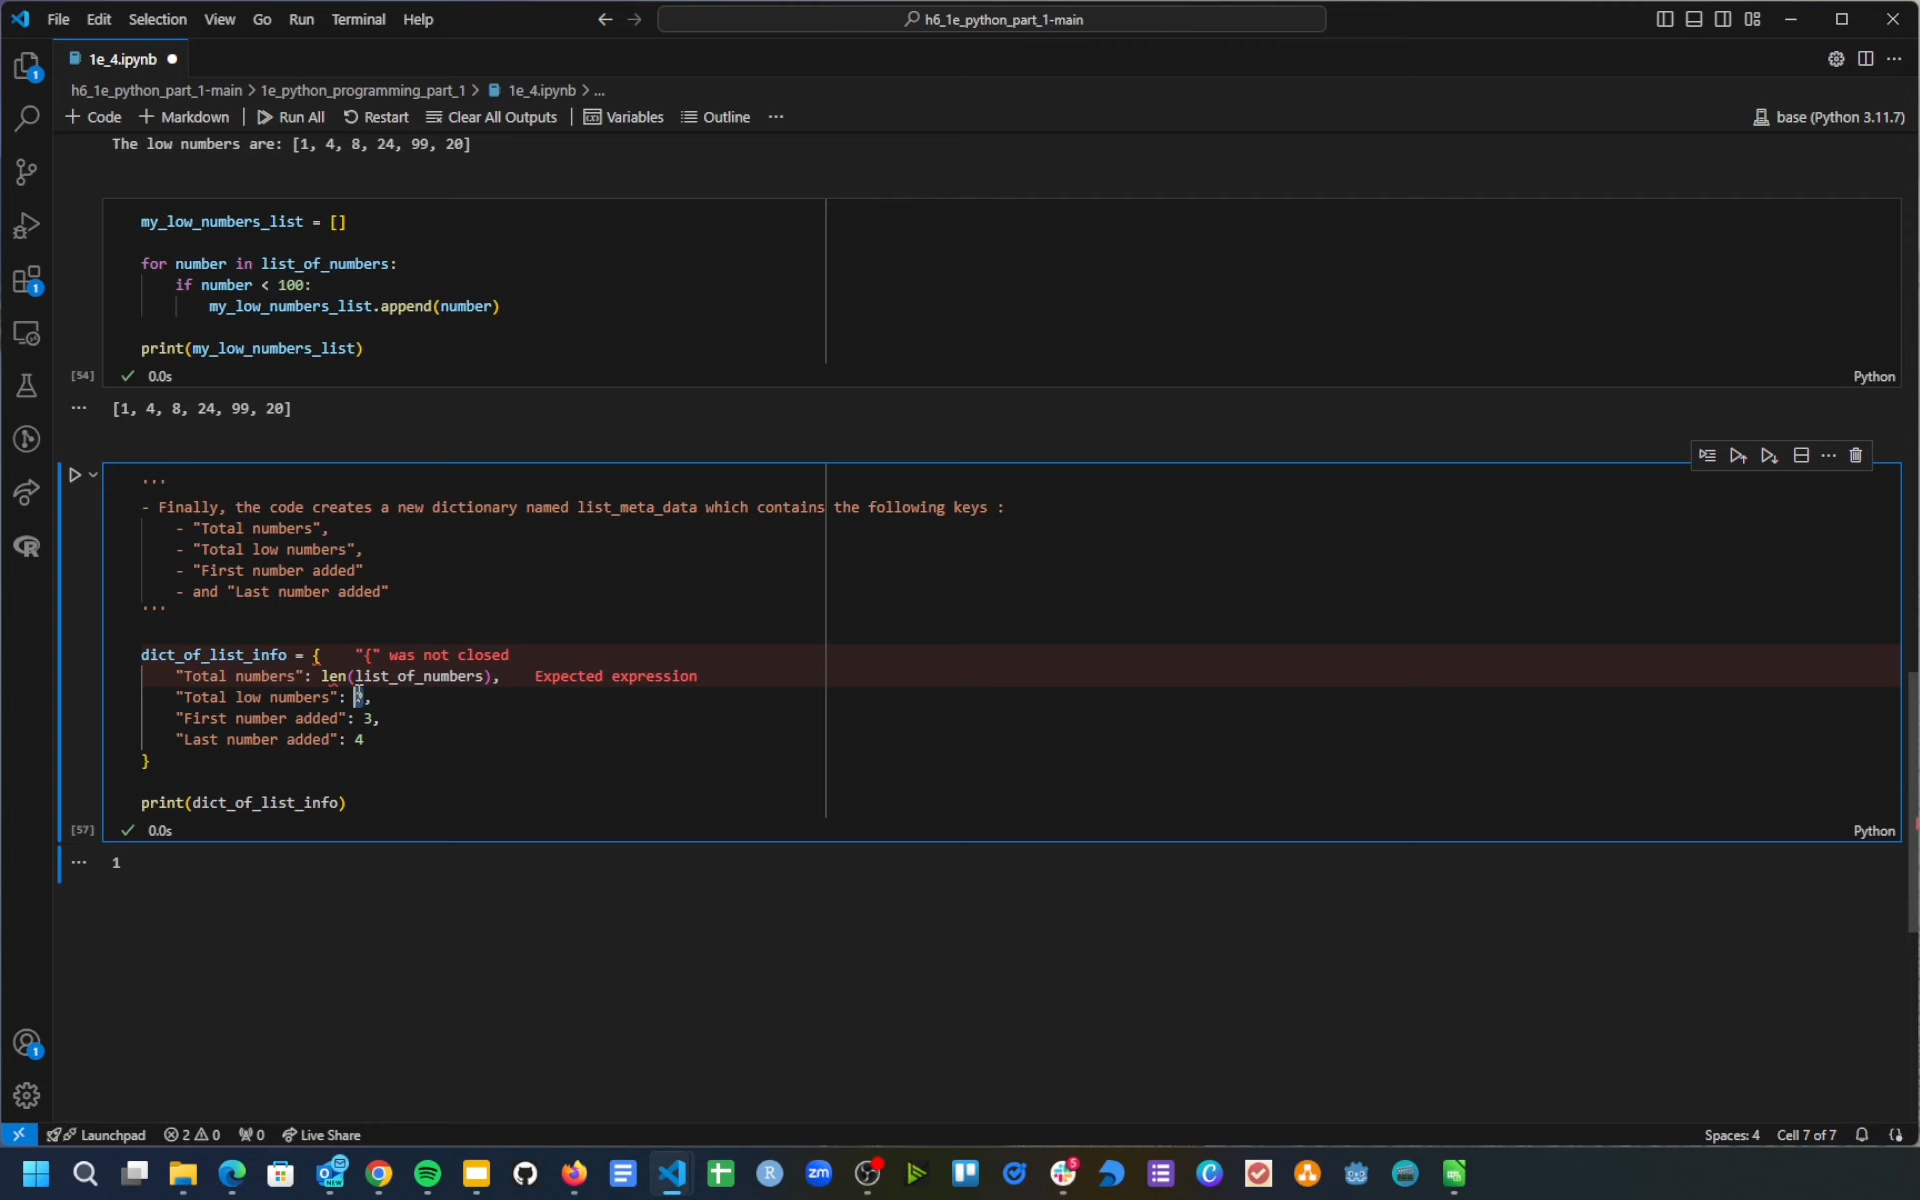 File Edit Selection View Go Run Terminal Help
h6_1e_python_part_1-main
1e_4.ipynb
h6_1e_python_part_1-main > 1e_python_programming_part_1 > 1e_4.ipynb > ...
+ Code + Markdown Run All Restart Clear All Outputs Variables Outline ... base (Python 3.11.7)
The low numbers are: [1, 4, 8, 24, 99, 20]
my_low_numbers_list = []
for number in list_of_numbers:
if number < 100:
my_low_numbers_list.append(number)
print(my_low_numbers_list)
[54] 0.0s Python
[1, 4, 8, 24, 99, 20]
'''
- Finally, the code creates a new dictionary named list_meta_data which contains the following keys :
- "Total numbers",
- "Total low numbers",
- "First number added"
- and "Last number added"
'''
dict_of_list_info = { "{" was not closed
"Total numbers": len(list_of_numbers), Expected expression
"Total low numbers": ,
"First number added": 3,
"Last number added": 4
}
print(dict_of_list_info)
[57] 0.0s Python
1
Launchpad 2 0 0 Live Share Spaces: 4 Cell 7 of 7